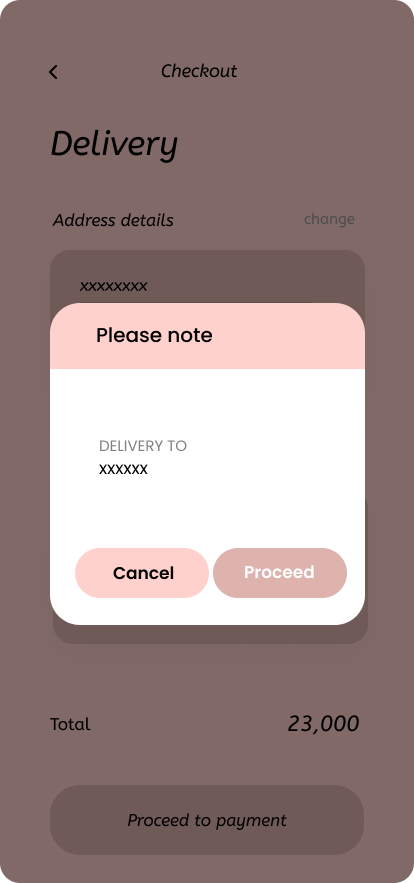 Checkout
Delivery
Address details change
xxxxxxxx
Please note
DELIVERY TO
xxxxxx
Cancel Proceed
Total 23,000
Proceed to payment